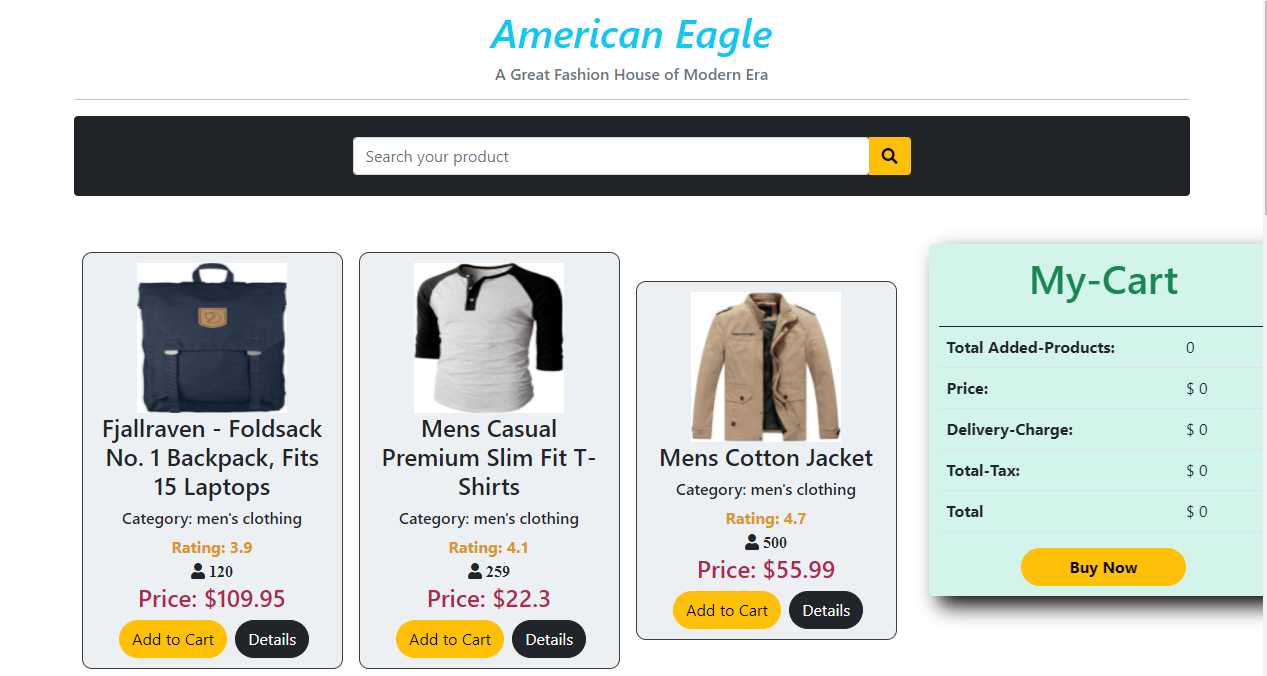 American Eagle
A Great Fashion House of Modern Era
Search your product
Fjallraven - Foldsack
No. 1 Backpack, Fits
15 Laptops
Category: men's clothing
Rating: 3.9
120
Price: $109.95
Add to Cart
Details
Mens Casual
Premium Slim Fit T-
Shirts
Category: men's clothing
Rating: 4.1
259
Price: $22.3
Add to Cart
Details
Mens Cotton Jacket
Category: men's clothing
Rating: 4.7
500
Price: $55.99
Add to Cart
Details
My-Cart
Total Added-Products: 0
Price: $ 0
Delivery-Charge: $ 0
Total-Tax: $ 0
Total $ 0
Buy Now